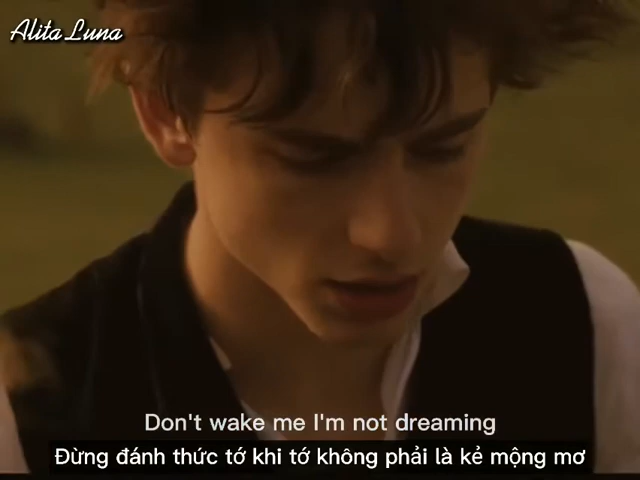 Alita Luna
Don't wake me I'm not dreaming
Đừng đánh thức tớ khi tớ không phải là kẻ mộng mơ